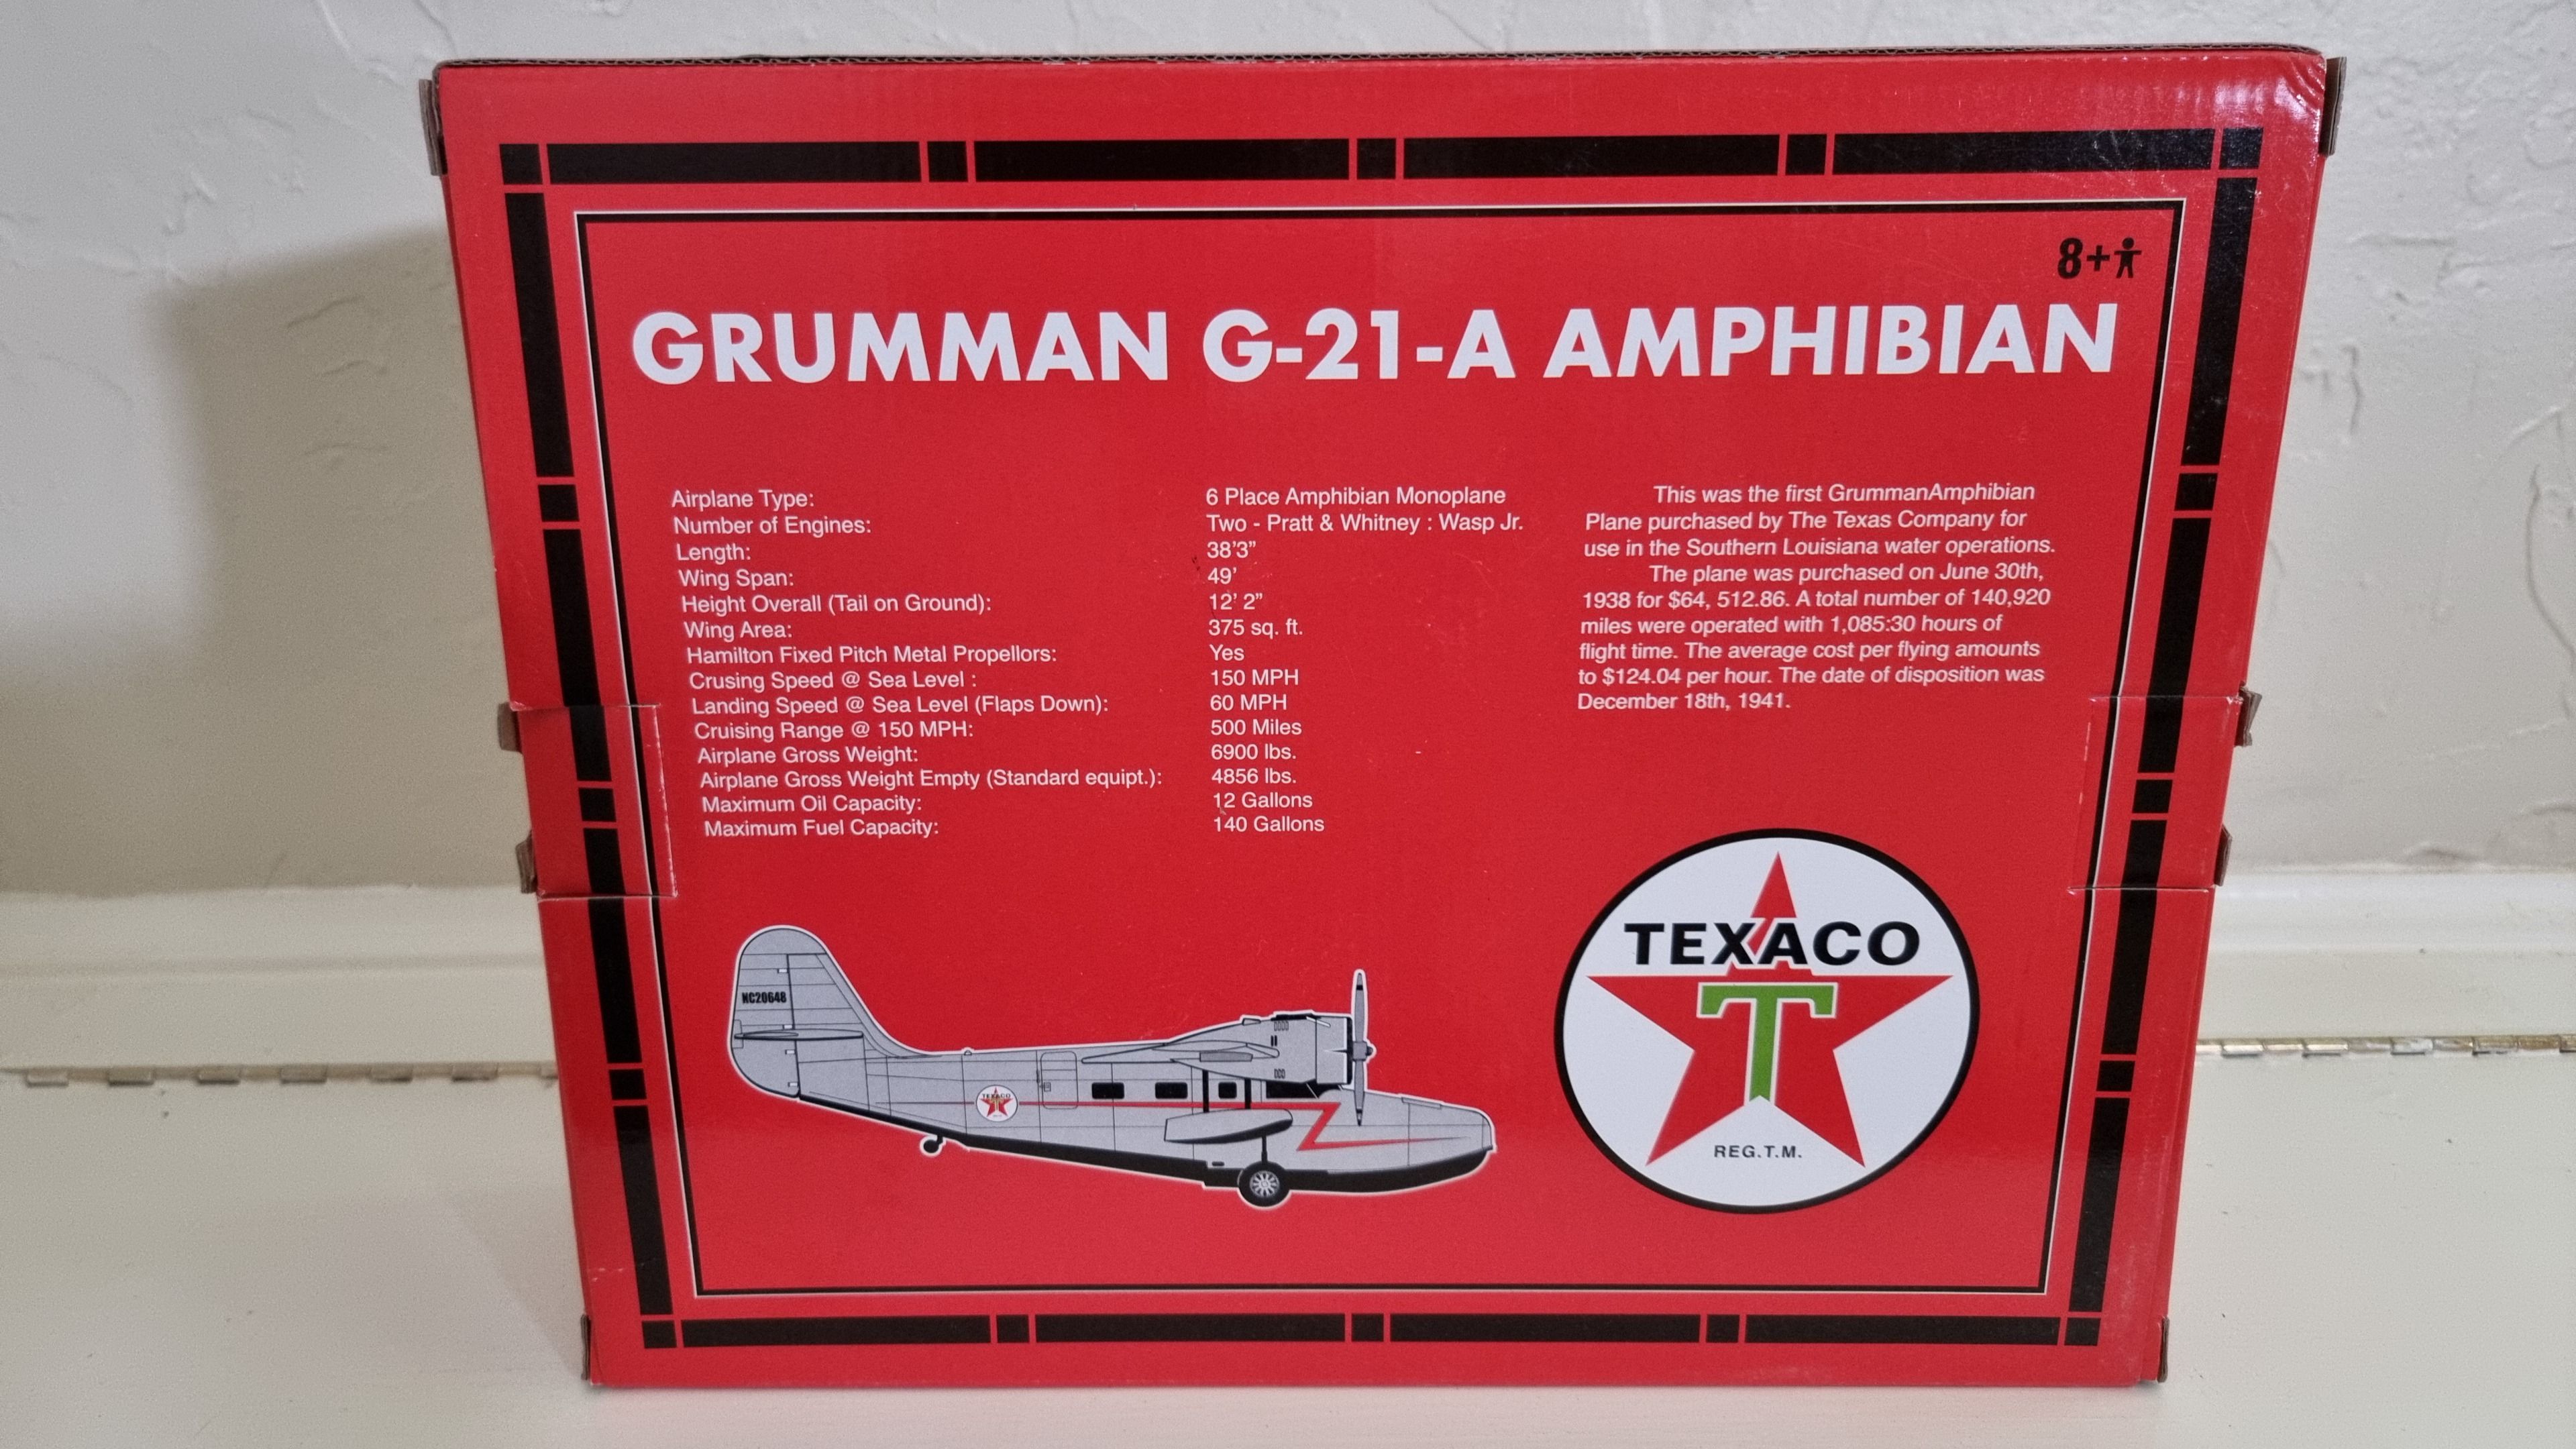 8+
GRUMMAN G-21-A AMPHIBIAN
Airplane Type: 6 Place Amphibian Monoplane
Number of Engines: Two - Pratt & Whitney : Wasp Jr.
Length: 38'3"
Wing Span: 49'
Height Overall (Tail on Ground): 12' 2"
Wing Area: 375 sq. ft.
Hamilton Fixed Pitch Metal Propellors: Yes
Crusing Speed @ Sea Level : 150 MPH
Landing Speed @ Sea Level (Flaps Down): 60 MPH
Cruising Range @ 150 MPH: 500 Miles
Airplane Gross Weight: 6900 lbs.
Airplane Gross Weight Empty (Standard equipt.): 4856 lbs.
Maximum Oil Capacity: 12 Gallons
Maximum Fuel Capacity: 140 Gallons
This was the first GrummanAmphibian
Plane purchased by The Texas Company for
use in the Southern Louisiana water operations.
The plane was purchased on June 30th,
1938 for $64, 512.86. A total number of 140,920
miles were operated with 1,085:30 hours of
flight time. The average cost per flying amounts
to $124.04 per hour. The date of disposition was
December 18th, 1941.
NC20648
TEXACO
T
TEXACO
T
REG.T.M.